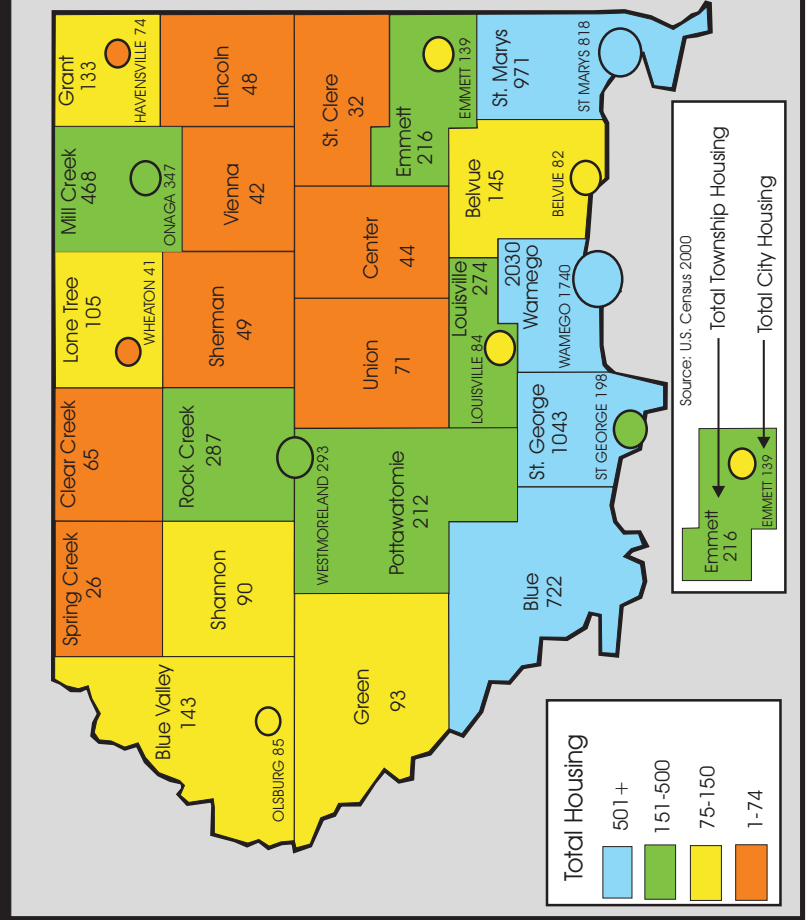 Spring Creek
26
Clear Creek
65
Lone Tree
105
WHEATON 41
Mill Creek
468
ONAGA 347
Grant
133
HAVENSVILLE 74
Blue Valley
143
OLSBURG 85
Shannon
90
Rock Creek
287
Sherman
49
Vienna
42
Lincoln
48
Green
93
WESTMORELAND 293
Pottawatomie
212
Union
71
Center
44
St. Clere
32
Emmett
216
EMMETT 139
Louisville
274
LOUISVILLE 84
Belvue
145
BELVUE 82
St. Marys
971
ST MARYS 818
Blue
722
St. George
1043
ST GEORGE 198
2030
Wamego
WAMEGO 1740
Total Housing
501+
151-500
75-150
1-74
Source: U.S. Census 2000
Emmett
216
EMMETT 139
Total Township Housing
Total City Housing